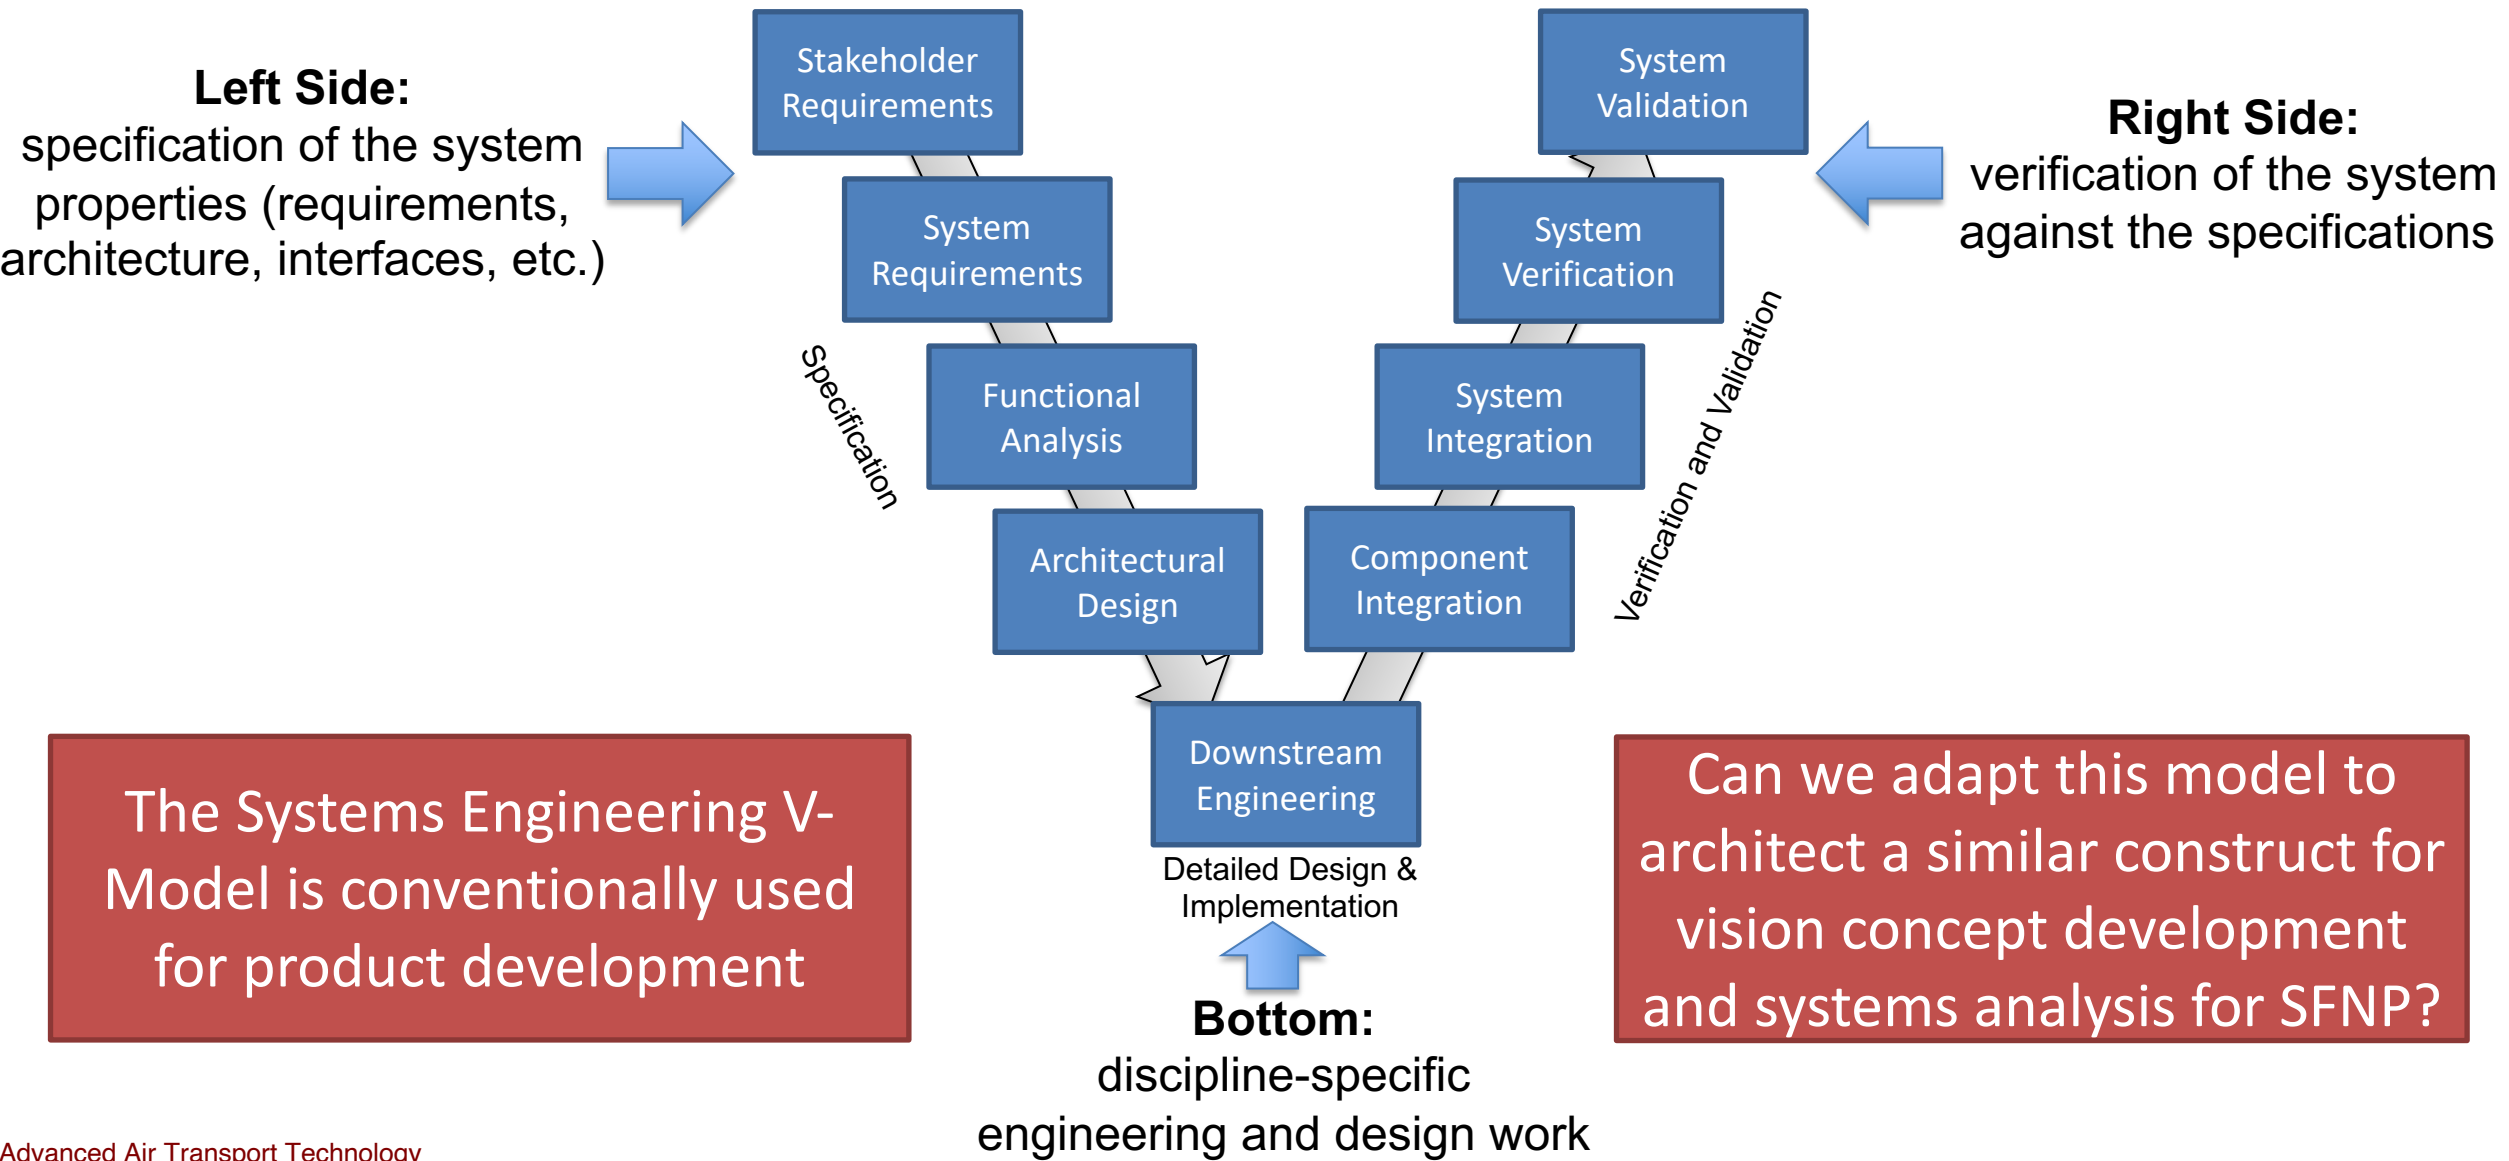 Left Side:
specification of the system
properties (requirements,
architecture, interfaces, etc.)
Stakeholder
Requirements
System
Requirements
Functional
Analysis
Architectural
Design
Specification
Downstream
Engineering
Detailed Design &
Implementation
Bottom:
discipline-specific
engineering and design work
Component
Integration
System
Integration
System
Verification
System
Validation
Verification and Validation
Right Side:
verification of the system
against the specifications
The Systems Engineering V-
Model is conventionally used
for product development
Can we adapt this model to
architect a similar construct for
vision concept development
and systems analysis for SFNP?
Advanced Air Transport Technology